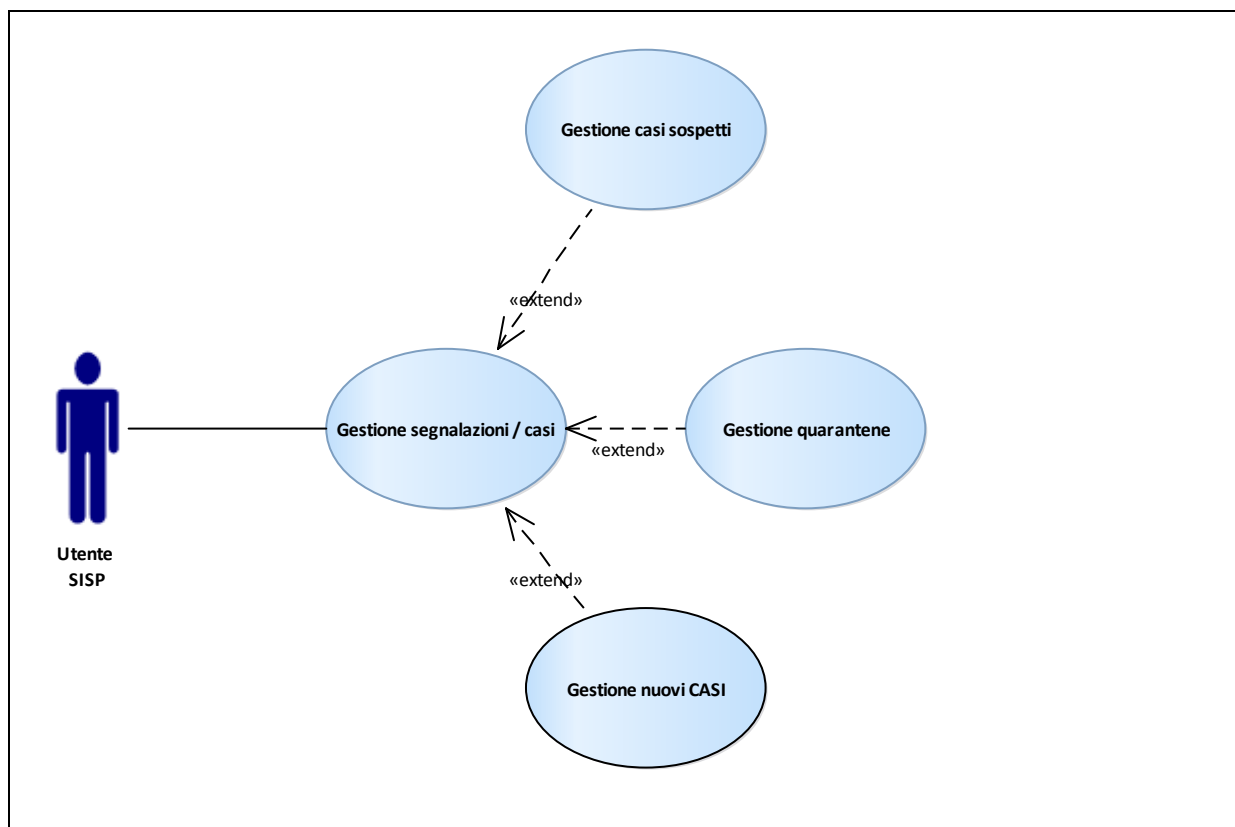 Gestione casi sospetti
«extend»
Gestione segnalazioni / casi
«extend»
Gestione quarantene
Utente
SISP
«extend»
Gestione nuovi CASI